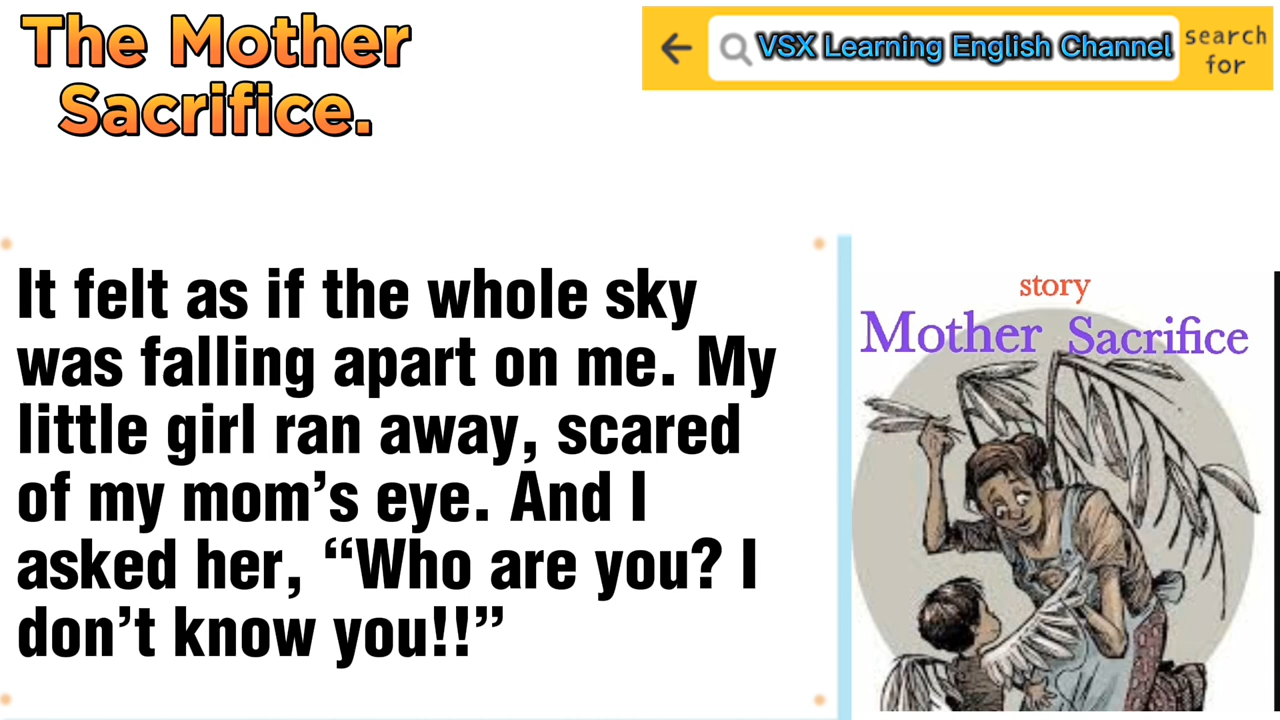 The Mother
Sacrifice.
VSX Learning English Channel
search
for
It felt as if the whole sky
was falling apart on me. My
little girl ran away, scared
of my mom’s eye. And I
asked her, “Who are you? I
don’t know you!!”
story
Mother Sacrifice